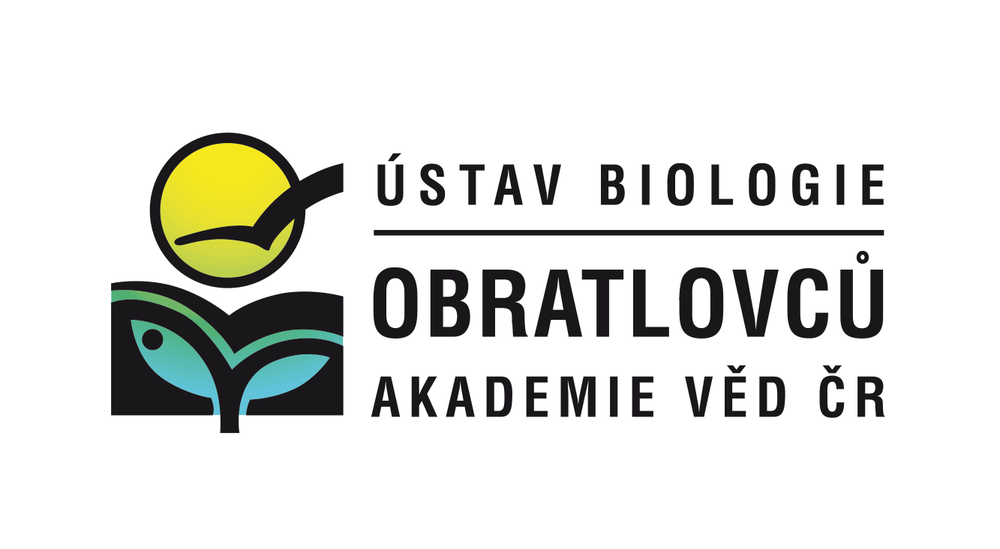 ÚSTAV BIOLOGIE
OBRATLOVCŮ
AKADEMIE VĚD ČR